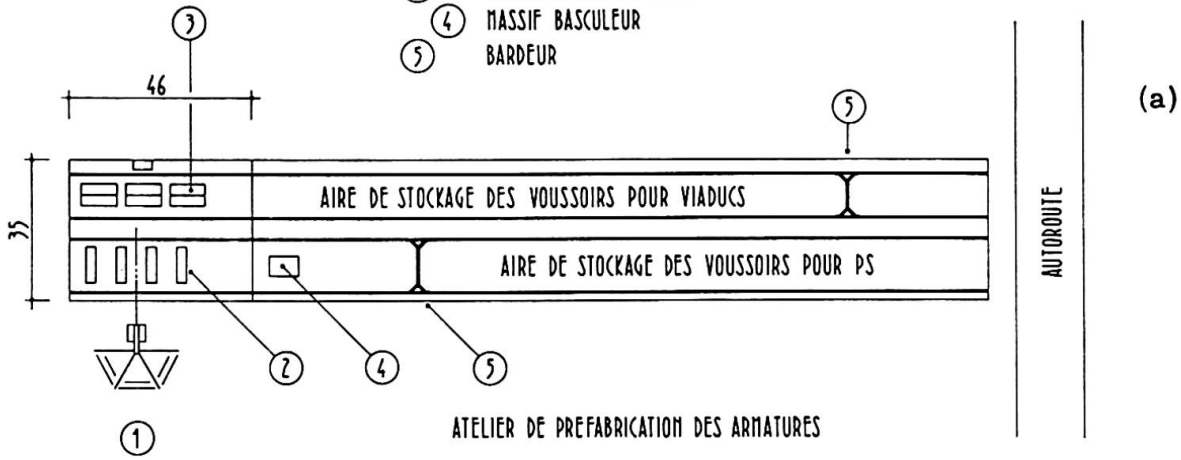 3
4 MASSIF BASCULEUR
5 BARDEUR
46
5
(a)
AIRE DE STOCKAGE DES VOUSSOIRS POUR VIADUCS
35
AUTOROUTE
AIRE DE STOCKAGE DES VOUSSOIRS POUR PS
2
4
5
1
ATELIER DE PREFABRICATION DES ARMATURES